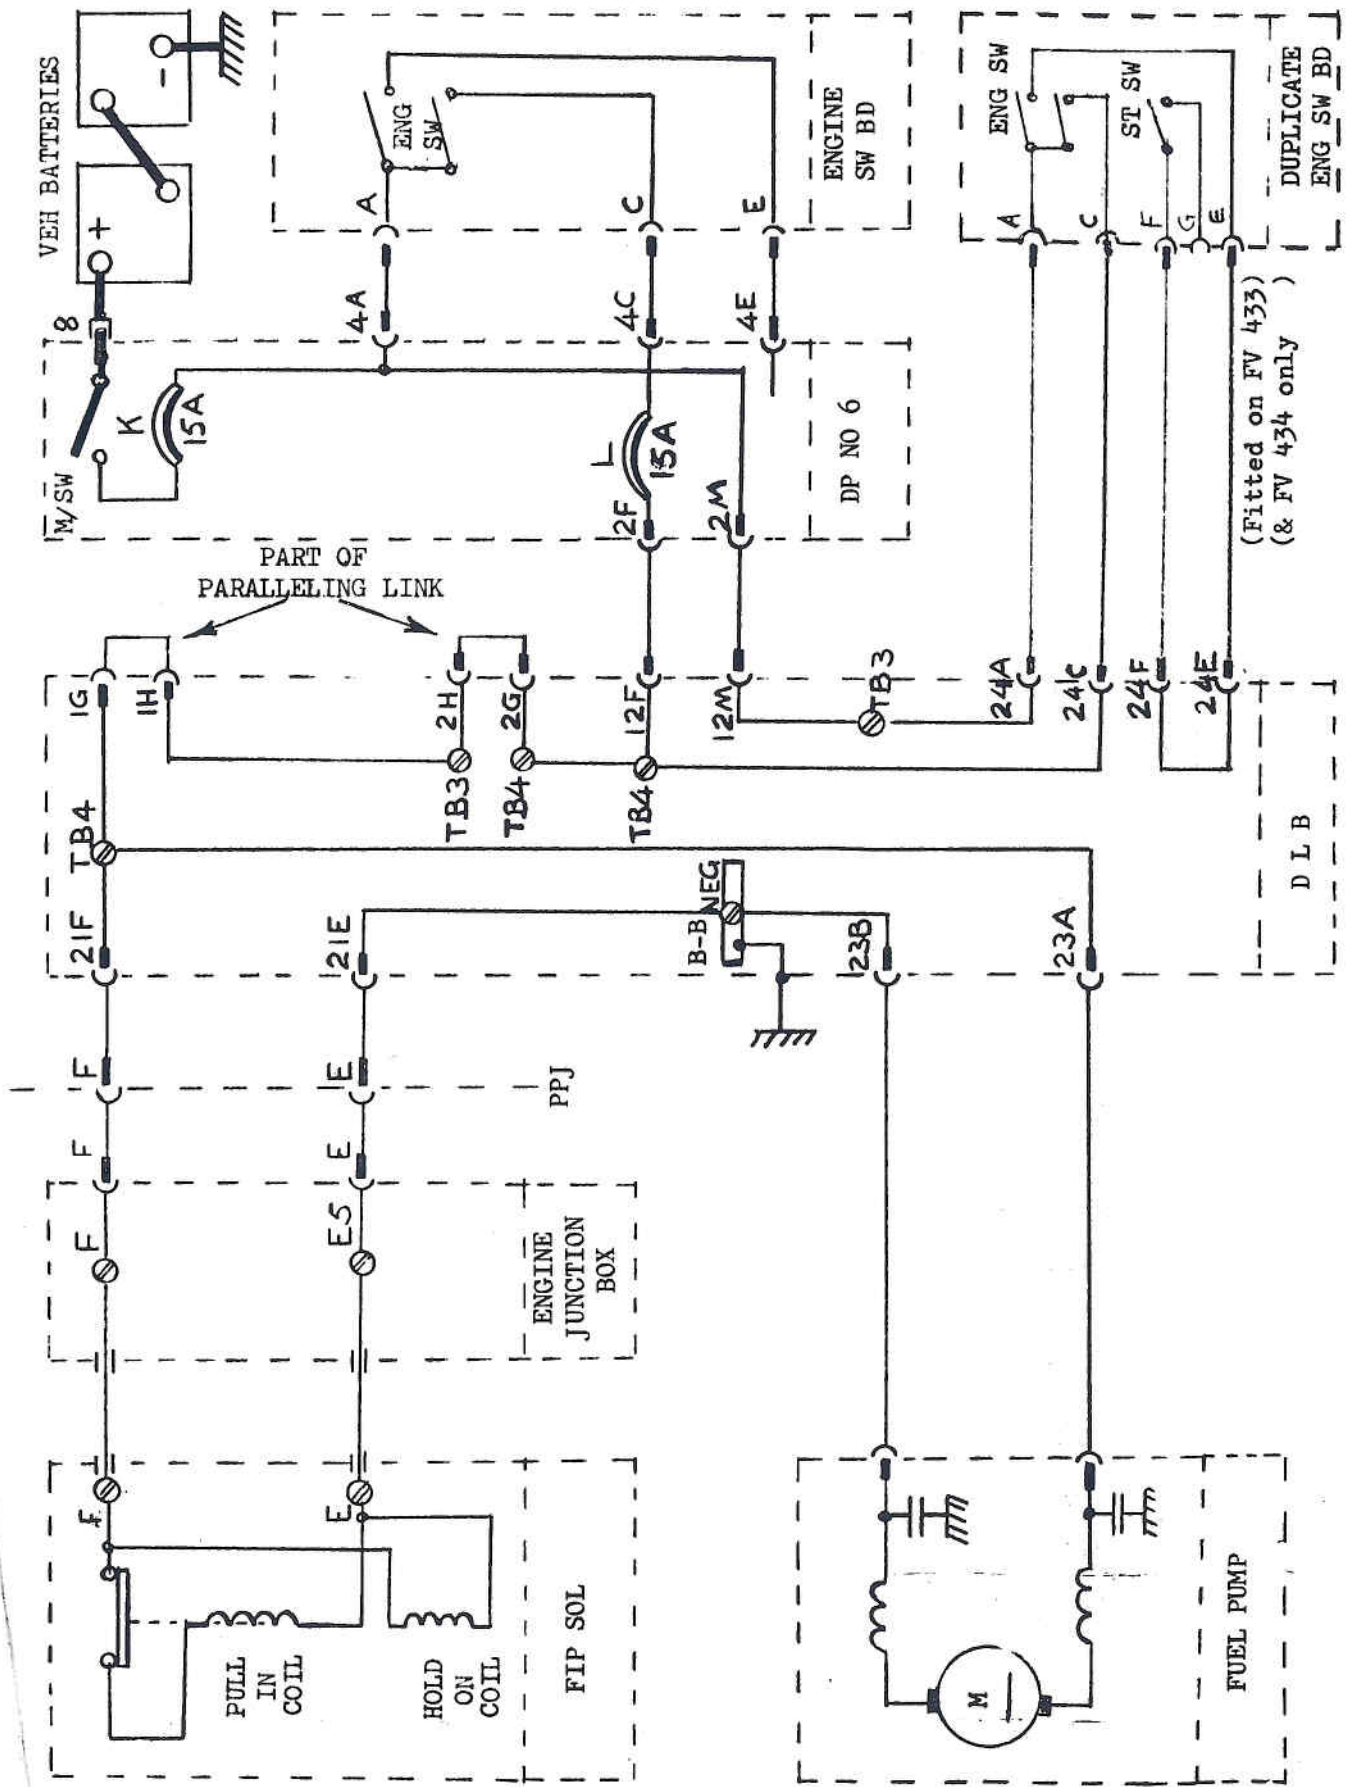 VEH BATTERIES
-
+
8
M/SW
K
15A
4A
A
ENG
SW
C
E
ENGINE
SW BD
4C
4E
L
15A
2F
2M
DP NO 6
ENG SW
ST SW
A
C
F
G
E
DUPLICATE
ENG SW BD
(Fitted on FV 433)
(& FV 434 only )
PART OF
PARALLELING LINK
1G
1H
2H
2G
12F
12M
TB3
24A
24C
24F
24E
TB4
TB3
TB4
TB4
21F
21E
B-B
NEG
23B
23A
D L B
F
E
PPJ
F
E
F
E5
ENGINE
JUNCTION
BOX
F
E
PULL
IN
COIL
HOLD
ON
COIL
FIP SOL
M
FUEL PUMP